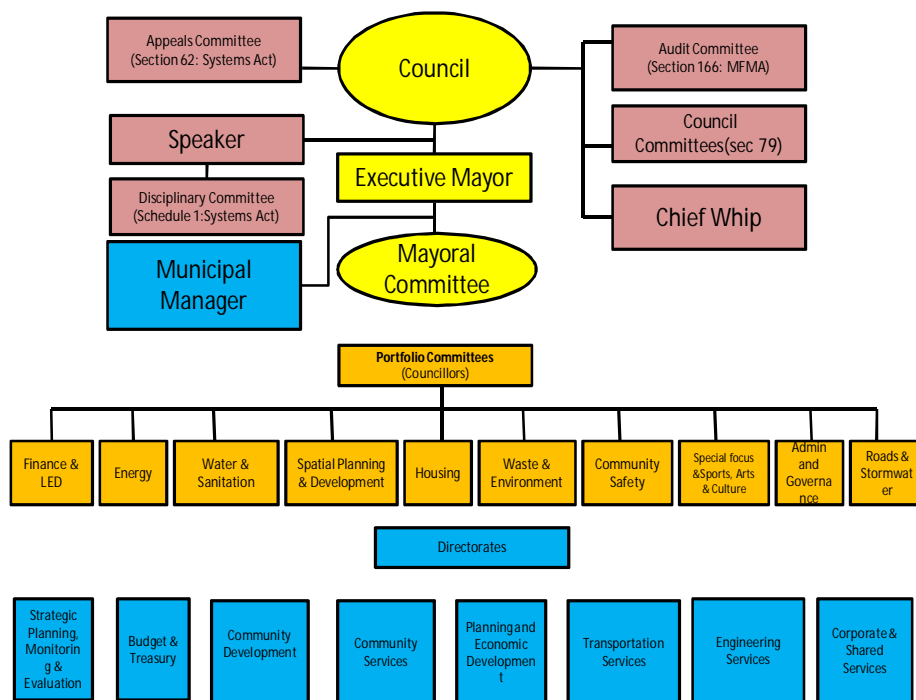 Appeals Committee
(Section 62: Systems Act)
Council
Audit Committee
(Section 166: MFMA)
Speaker
Council
Committees(sec 79)
Executive Mayor
Disciplinary Committee
(Schedule 1:Systems Act)
Chief Whip
Municipal
Manager
Mayoral
Committee
Portfolio Committees
(Councillors)
Finance &
LED
Energy
Water &
Sanitation
Spatial Planning
& Development
Housing
Waste &
Environment
Community
Safety
Special focus
&Sports, Arts
& Culture
Admin
and
Governa
nce
Roads &
Stormwat
er
Directorates
Strategic
Planning,
Monitorin
g &
Evaluation
Budget &
Treasury
Community
Development
Community
Services
Planning and
Economic
Developmen
t
Transportation
Services
Engineering
Services
Corporate &
Shared
Services